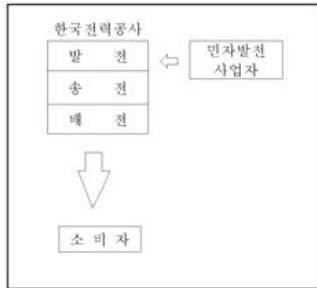 한국전력공사
발 전
민자발전
사업자
송 전
배 전
소 비 자